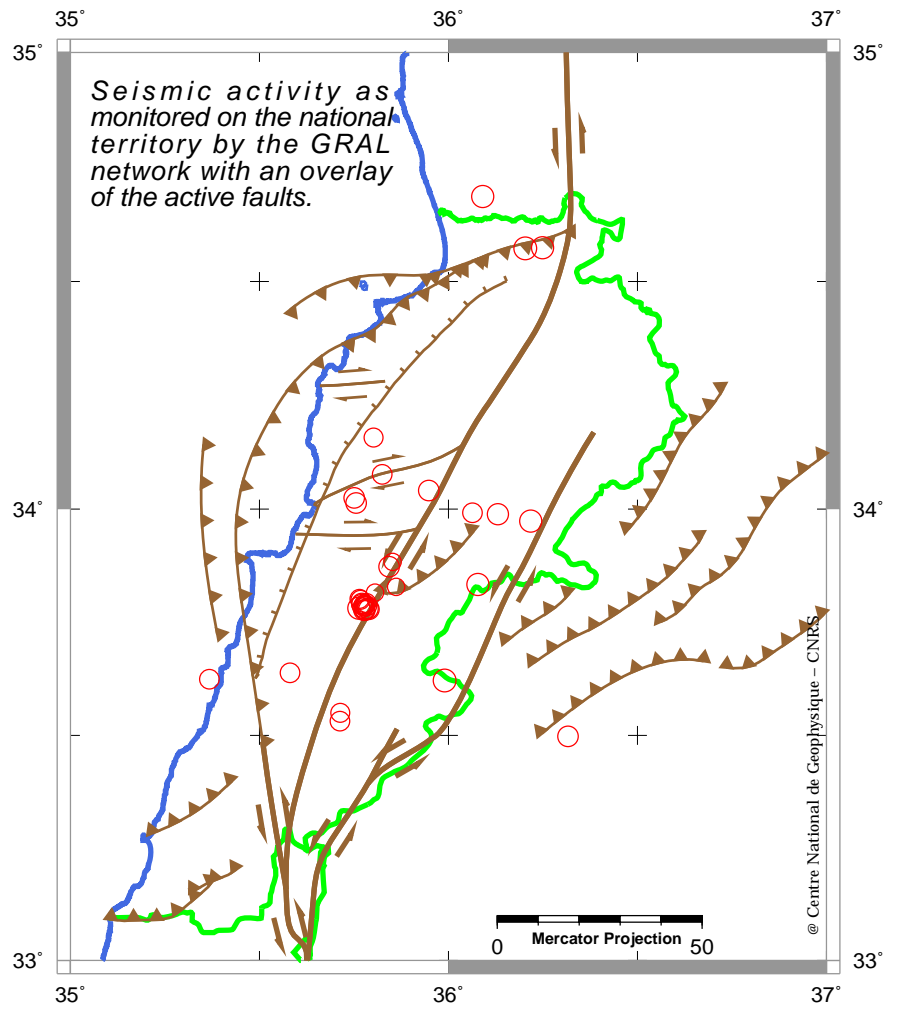 35° 36° 37°
35° 35°
Seismic activity as
monitored on the national
territory by the GRAL
network with an overlay
of the active faults.
34° 34°
@ Centre National de Geophysique – CNRS
Mercator Projection
0 50
33° 33°
35° 36° 37°